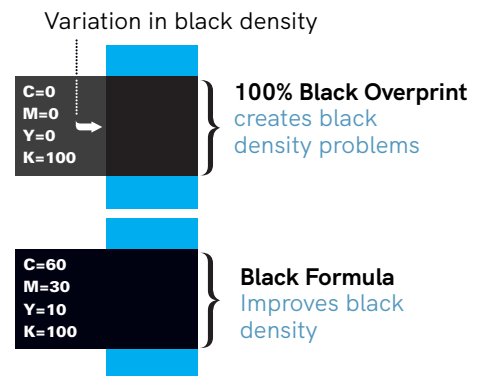 Variation in black density
C=0
M=0
Y=0
K=100
100% Black Overprint
creates black
density problems
C=60
M=30
Y=10
K=100
Black Formula
Improves black
density